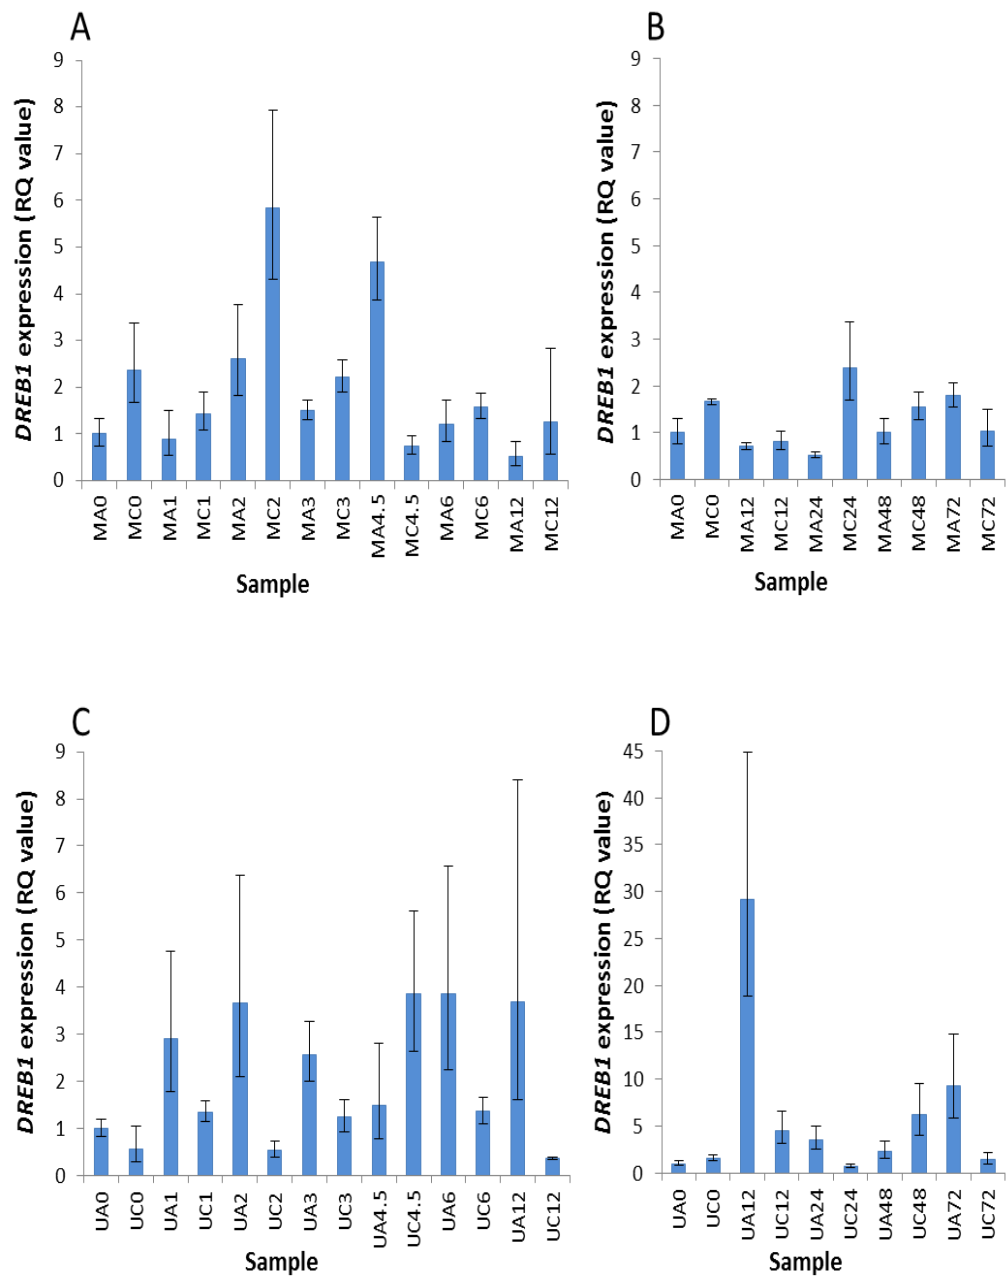 A
DREB1 expression (RQ value)
9
8
7
6
5
4
3
2
1
0
MA0 MC0 MA1 MC1 MA2 MC2 MA3 MC3 MA4.5 MC4.5 MA6 MC6 MA12 MC12
Sample
B
DREB1 expression (RQ value)
9
8
7
6
5
4
3
2
1
0
MA0 MC0 MA12 MC12 MA24 MC24 MA48 MC48 MA72 MC72
Sample
C
DREB1 expression (RQ value)
9
8
7
6
5
4
3
2
1
0
UA0 UC0 UA1 UC1 UA2 UC2 UA3 UC3 UA4.5 UC4.5 UA6 UC6 UA12 UC12
Sample
D
DREB1 expression (RQ value)
45
40
35
30
25
20
15
10
5
0
UA0 UC0 UA12 UC12 UA24 UC24 UA48 UC48 UA72 UC72
Sample